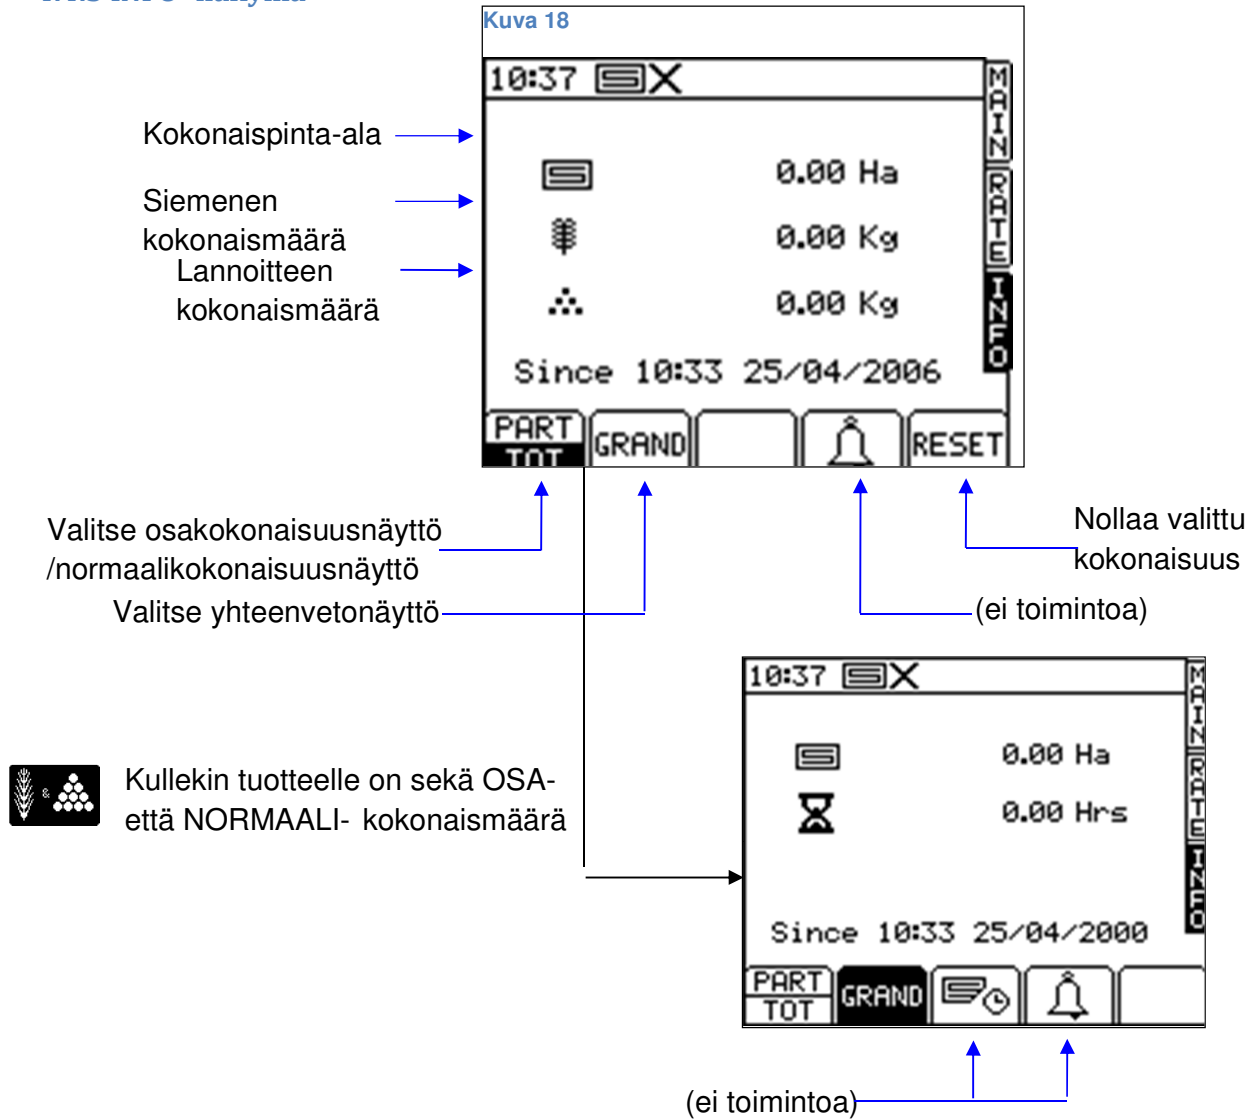 Kuva 18
10:37
MAIN
RATE
INFO
Kokonaispinta-ala
0.00 Ha
Siemenen
kokonaismäärä
0.00 Kg
Lannoitteen
kokonaismäärä
0.00 Kg
Since 10:33 25/04/2006
PART
TOT
GRAND
RESET
Valitse osakokonaisuusnäyttö
/normaalikokonaisuusnäyttö
Nollaa valittu
kokonaisuus
Valitse yhteenvetonäyttö
(ei toimintoa)
10:37
MAIN
RATE
INFO
0.00 Ha
0.00 Hrs
&
Kullekin tuotteelle on sekä OSA-
että NORMAALI- kokonaismäärä
Since 10:33 25/04/2000
PART
TOT
GRAND
(ei toimintoa)